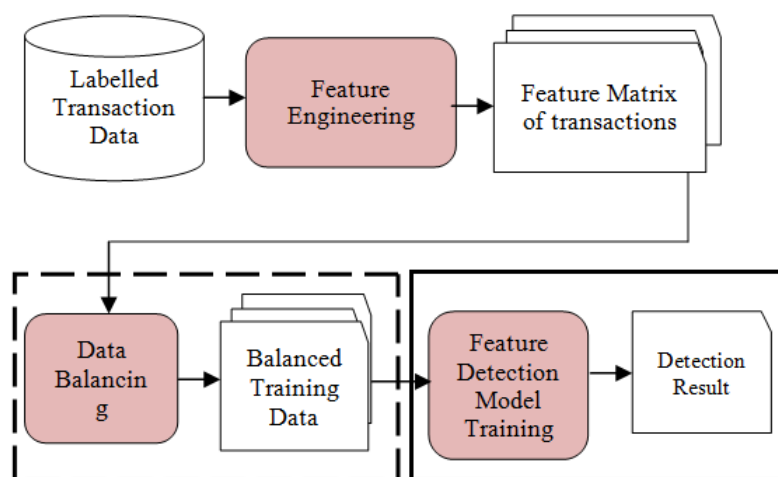 Labelled
Transaction
Data
Feature
Engineering
Feature Matrix
of transactions
Data
Balancin
g
Balanced
Training
Data
Feature
Detection
Model
Training
Detection
Result